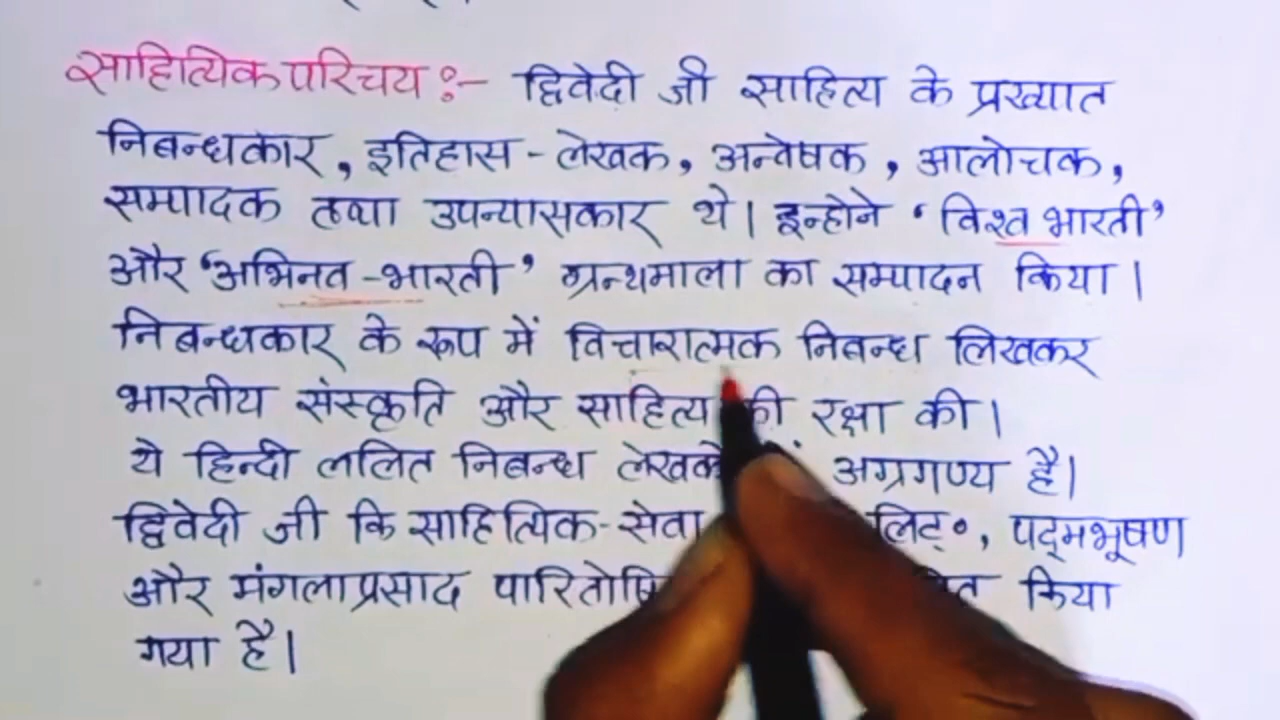 साहित्यिक परिचय :- द्विवेदी जी साहित्य के प्रख्यात
निबन्धकार, इतिहास-लेखक, अन्वेषक, आलोचक,
सम्पादक तथा उपन्यासकार थे। इन्होने 'विश्व भारती'
और 'अभिनव-भारती' ग्रन्थमाला का सम्पादन किया।
निबन्धकार के रूप में विचारात्मक निबन्ध लिखकर
भारतीय संस्कृति और साहित्य की रक्षा की।
ये हिन्दी ललित निबन्ध अग्रगण्य है।
द्विवेदी जी कि साहित्यिक-सेवा लिट्०, पद्मभूषण
और मंगलाप्रसाद किया
गया है।